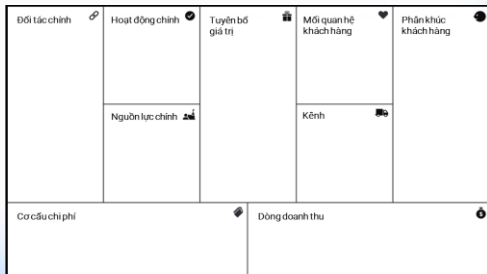 Đối tác chính
Hoạt động chính
Tuyên bố
giá trị
Mối quan hệ
khách hàng
Phân khúc
khách hàng
Nguồn lực chính
Kênh
Cơ cấu chi phí
Dòng doanh thu